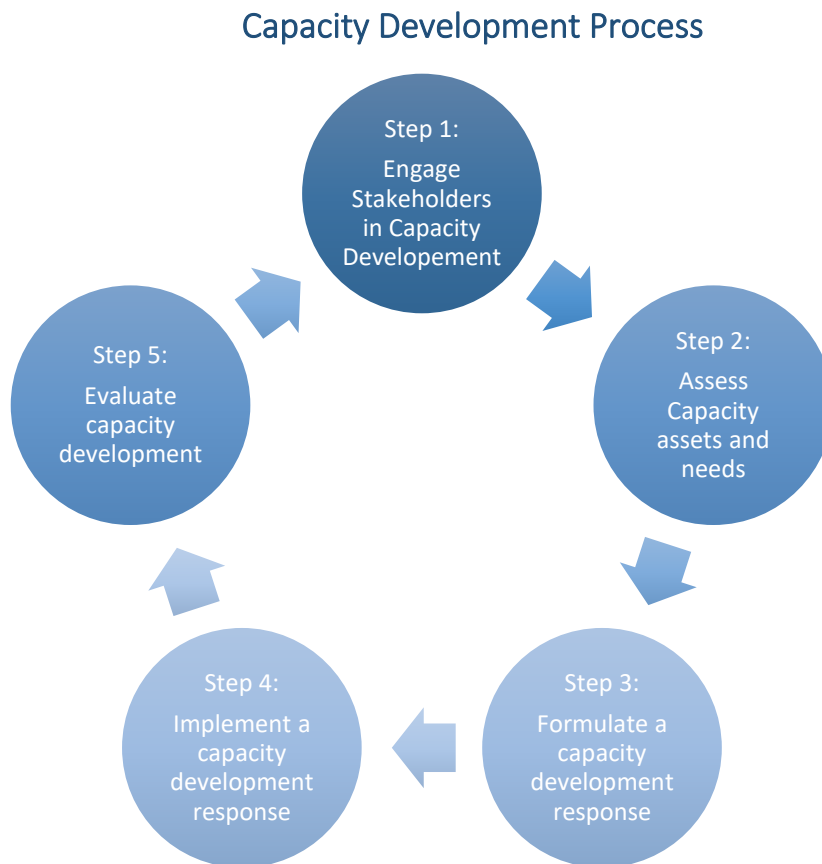 Capacity Development Process
Step 1:
Engage
Stakeholders
in Capacity
Developement
Step 2:
Assess
Capacity
assets and
needs
Step 3:
Formulate a
capacity
development
response
Step 4:
Implement a
capacity
development
response
Step 5:
Evaluate
capacity
development